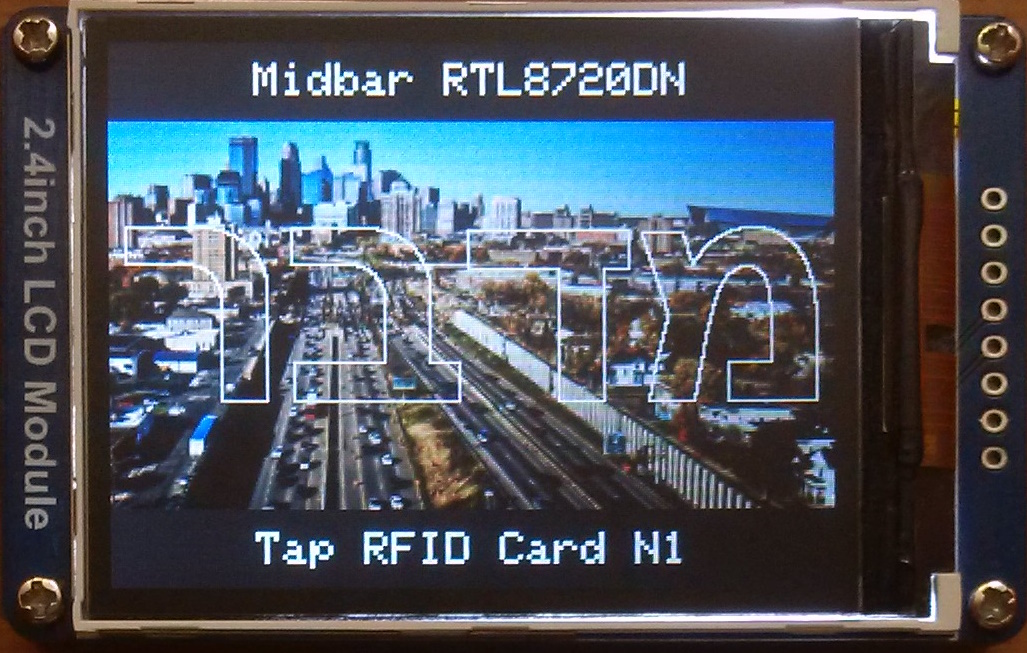 Midbar RTL8720DN
מדבר
Tap RFID Card N1
2.4inch LCD Module